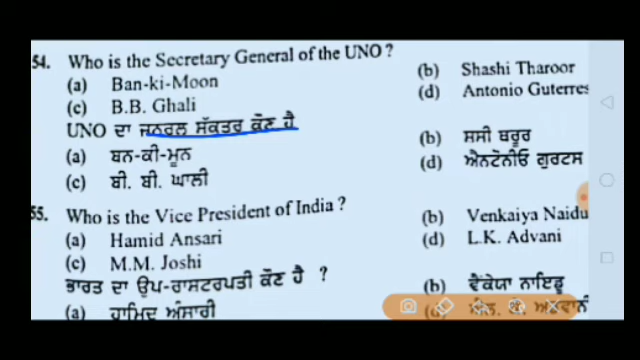 54. Who is the Secretary General of the UNO ?
(a) Ban-ki-Moon (b) Shashi Tharoor
(c) B.B. Ghali (d) Antonio Guterres
UNO ਦਾ ਜਨਰਲ ਸੱਕਤਰ ਕੌਣ ਹੈ
(a) ਬਨ-ਕੀ-ਮੂਨ (b) ਸਸੀ ਥਰੂਰ
(c) ਬੀ. ਬੀ. ਘਾਲੀ (d) ਐਨਟੋਨੀਓ ਗੁਰਟਸ
55. Who is the Vice President of India ?
(a) Hamid Ansari (b) Venkaiya Naidu
(c) M.M. Joshi (d) L.K. Advani
ਭਾਰਤ ਦਾ ਉਪ-ਰਾਸ਼ਟਰਪਤੀ ਕੌਣ ਹੈ ?
(a) ਹਾਮਿਦ ਅੰਸਾਰੀ (b) ਵੈਂਕੇਯਾ ਨਾਇਡੂ
(d)